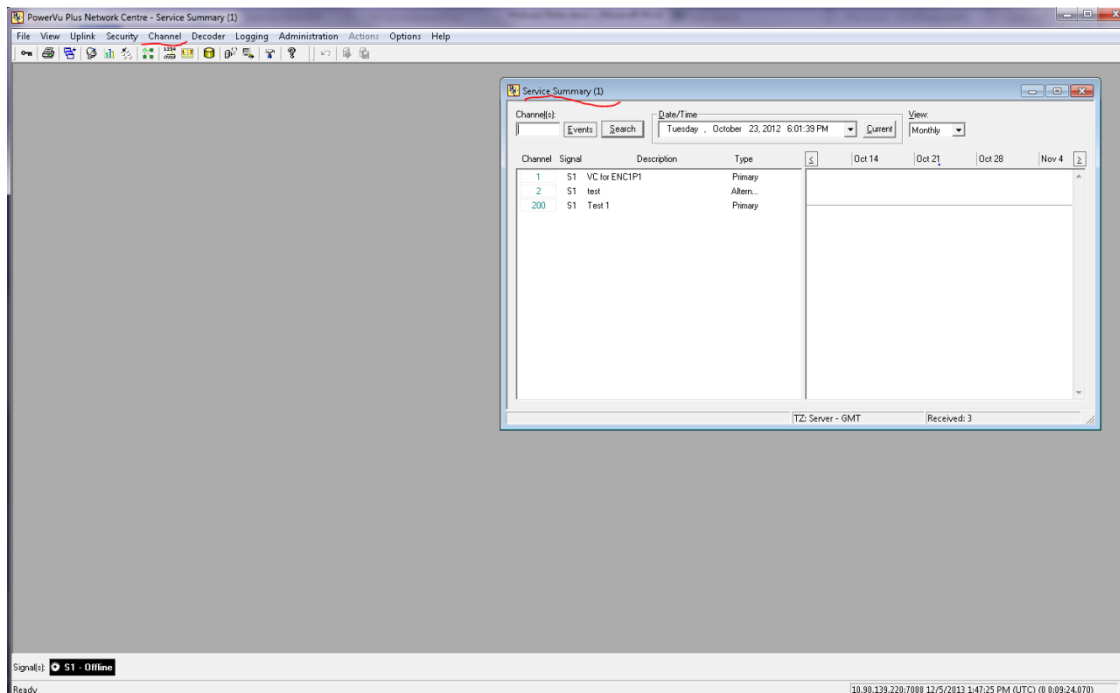 PowerVu Plus Network Centre - Service Summary (1)
File View Uplink Security Channel Decoder Logging Administration Actions Options Help
Service Summary (1)
Channel(s): Date/Time View:
Events Search Tuesday , October 23, 2012 6:01:39 PM Current Monthly
Channel Signal Description Type < Oct 14 Oct 21 Oct 28 Nov 4 >
1 S1 VC for ENC1P1 Primary
2 S1 test Altern...
200 S1 Test 1 Primary
TZ: Server - GMT Received: 3
Signal(s): S1 - Offline
Ready 10.90.139.220:7088 12/5/2013 1:47:25 PM (UTC) (0 0:09:24.070)